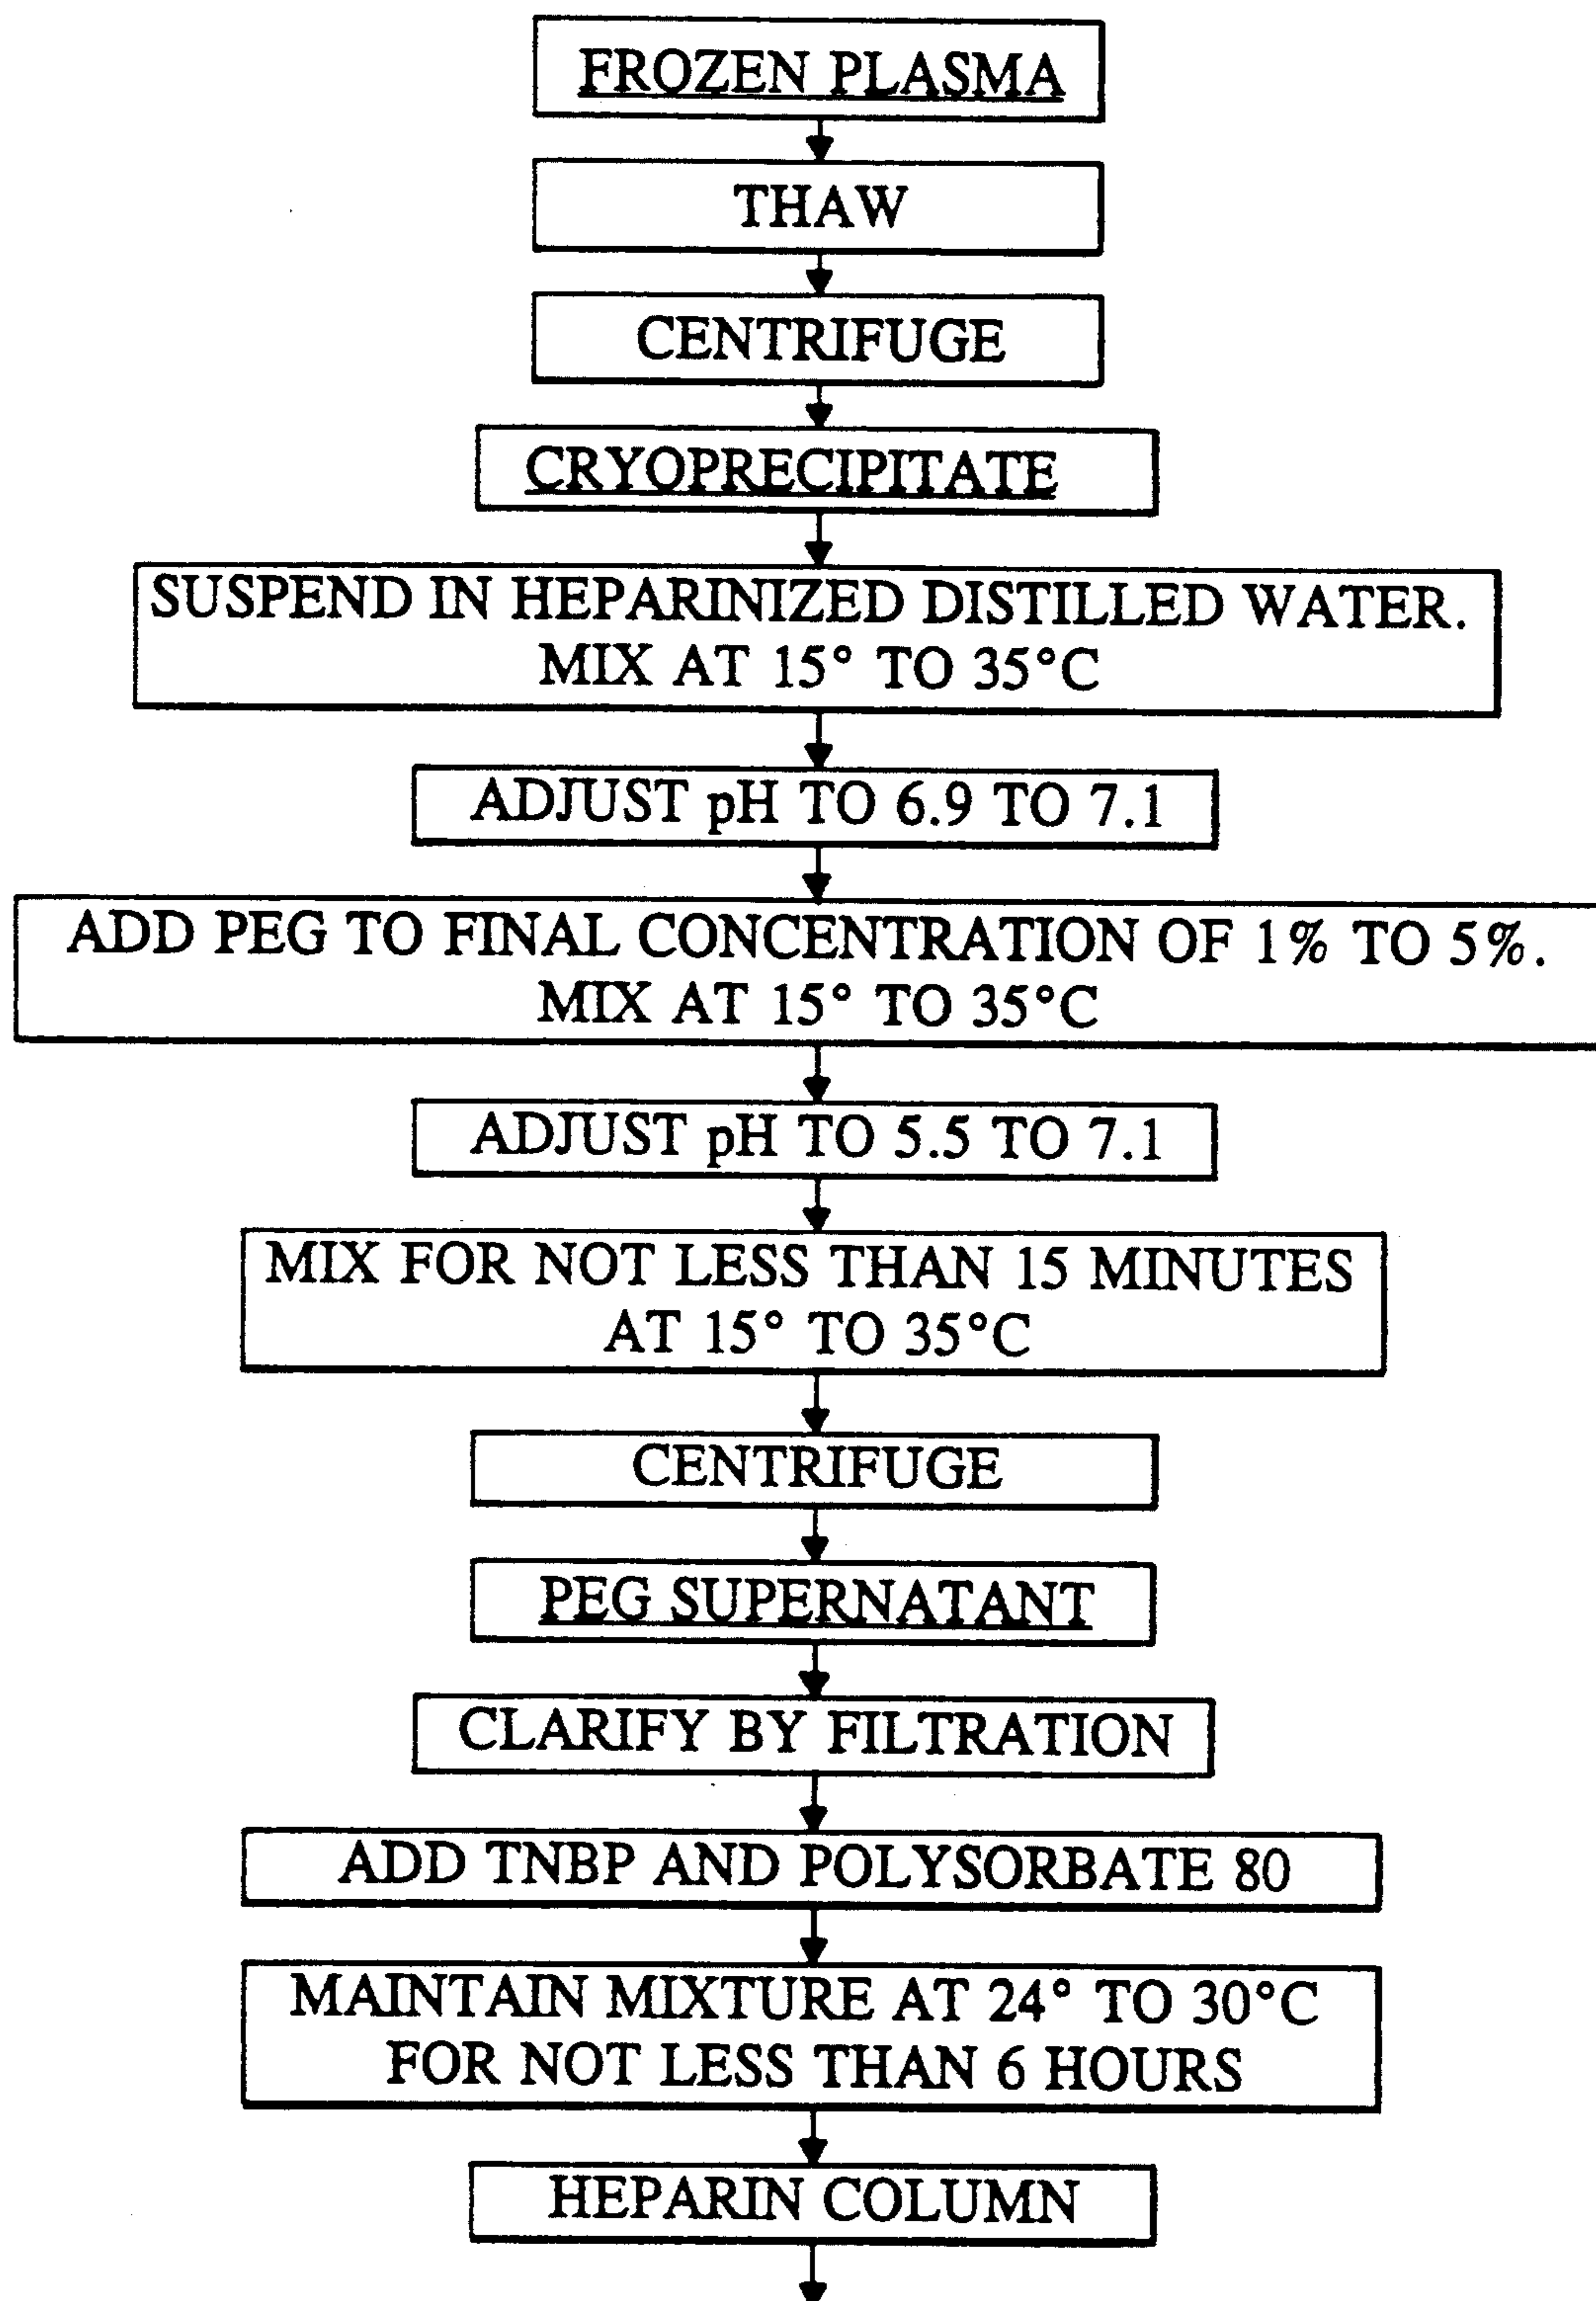 FROZEN PLASMA
THAW
CENTRIFUGE
CRYOPRECIPITATE
SUSPEND IN HEPARINIZED DISTILLED WATER.
MIX AT 15° TO 35°C
ADJUST pH TO 6.9 TO 7.1
ADD PEG TO FINAL CONCENTRATION OF 1% TO 5%.
MIX AT 15° TO 35°C
ADJUST pH TO 5.5 TO 7.1
MIX FOR NOT LESS THAN 15 MINUTES
AT 15° TO 35°C
CENTRIFUGE
PEG SUPERNATANT
CLARIFY BY FILTRATION
ADD TNBP AND POLYSORBATE 80
MAINTAIN MIXTURE AT 24° TO 30°C
FOR NOT LESS THAN 6 HOURS
HEPARIN COLUMN